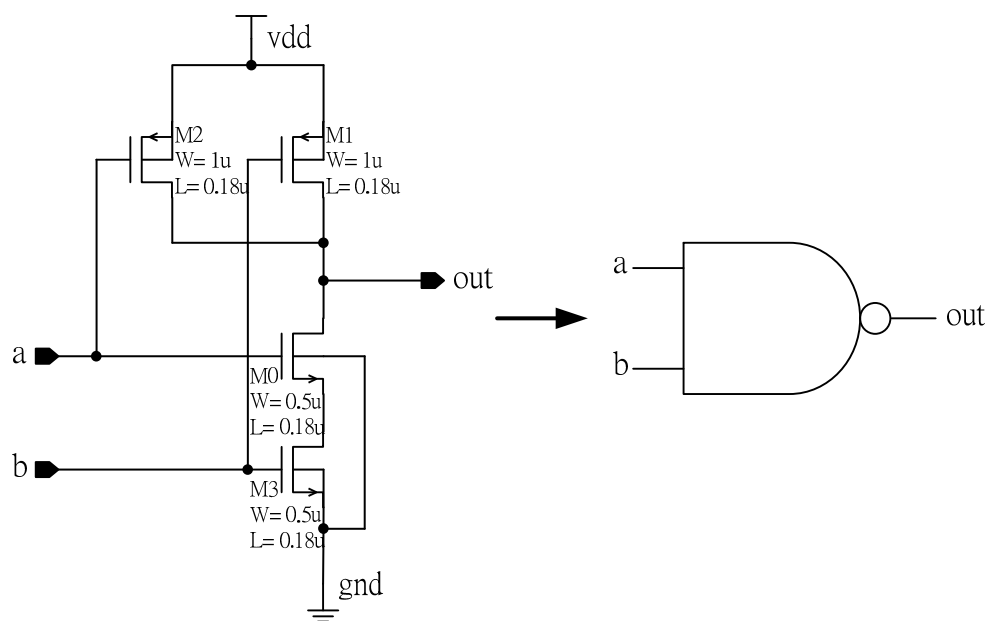 vdd
M2
W= 1u
L= 0.18u
M1
W= 1u
L= 0.18u
out
a
M0
W= 0.5u
L= 0.18u
b
M3
W= 0.5u
L= 0.18u
gnd
a
b
out